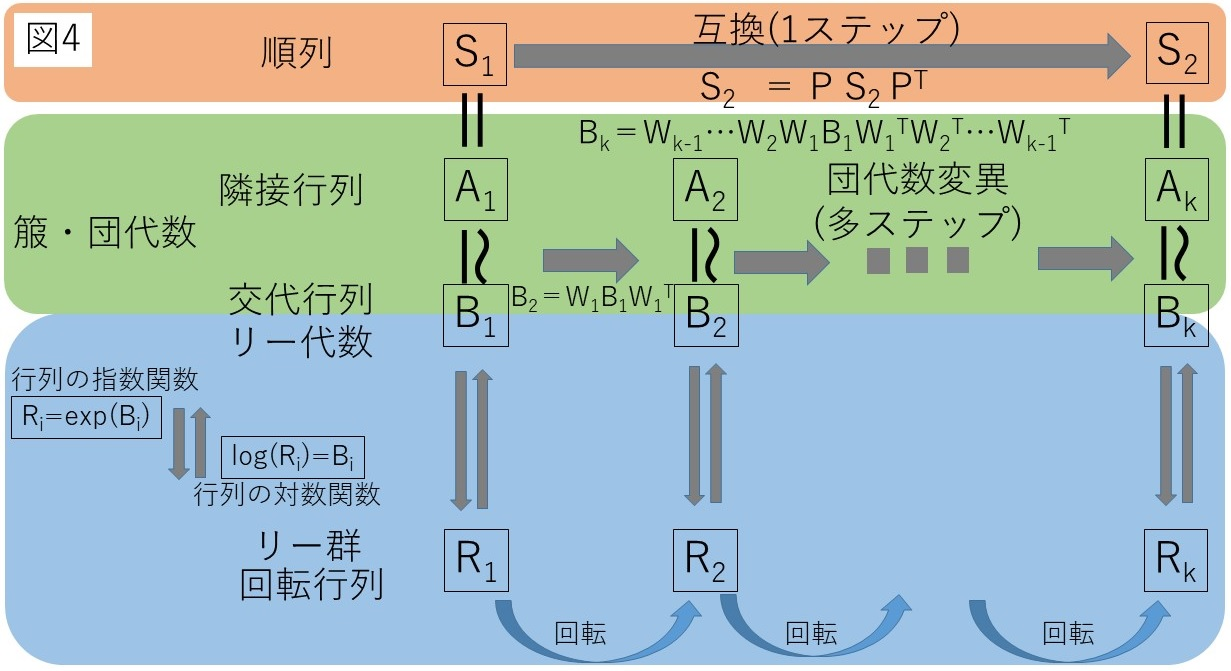 図4
順列
S₁
互換(1ステップ)
S₂
S₂ = P S₂ Pᵀ
Bₖ=Wₖ₋₁⋯W₂W₁B₁W₁ᵀW₂ᵀ⋯Wₖ₋₁ᵀ
隣接行列
A₁
A₂
団代数変異
(多ステップ)
Aₖ
箙・団代数
交代行列
リー代数
B₁
B₂=W₁B₁W₁ᵀ
B₂
Bₖ
行列の指数関数
Rᵢ=exp(Bᵢ)
log(Rᵢ)=Bᵢ
行列の対数関数
リー群
回転行列
R₁
R₂
Rₖ
回転
回転
回転